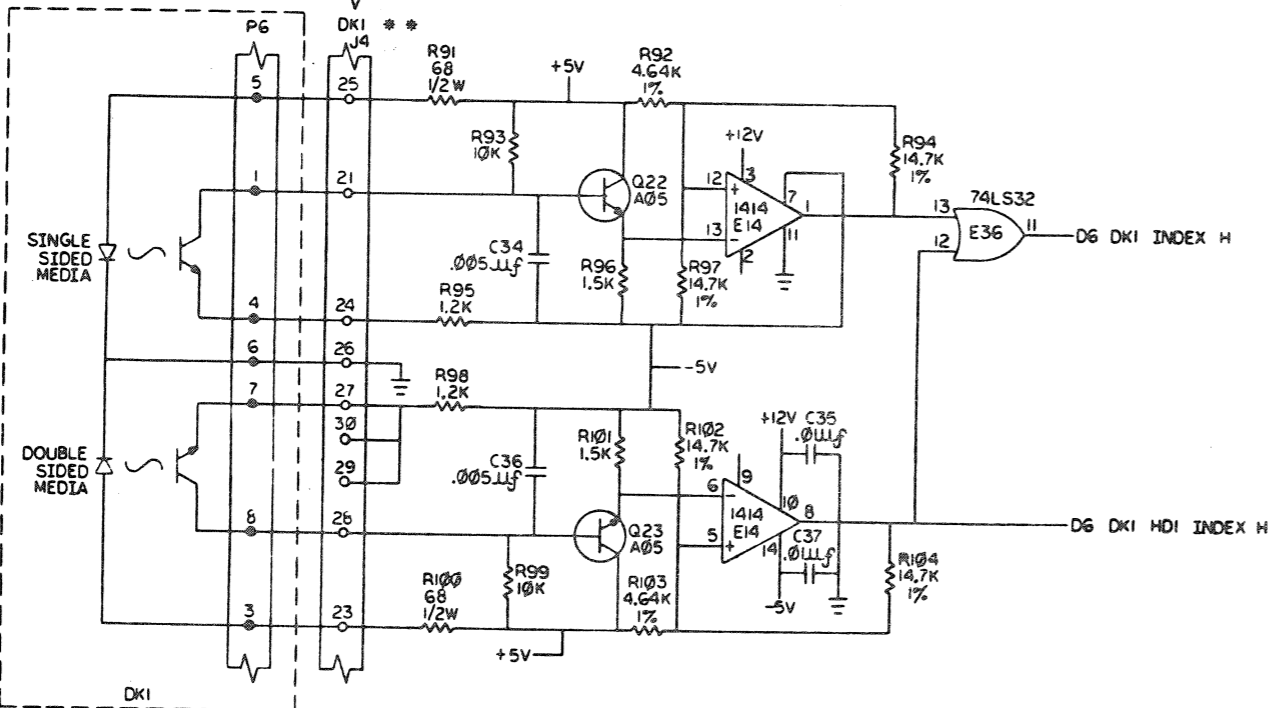 V
P6
DK1 * *
J4
R91
68
1/2W
+5V
R92
4.64K
1%
5
25
R93
10K
+12V
R94
14.7K
1%
1
21
Q22
A05
12
+
3
7
1
1414
E14
13
-
11
2
74LS32
13
12
E36
11
D6 DK1 INDEX H
SINGLE
SIDED
MEDIA
C34
.005µf
R96
1.5K
R97
14.7K
1%
4
24
R95
1.2K
6
26
-5V
7
27
R98
1.2K
30
29
DOUBLE
SIDED
MEDIA
C36
.005µf
R101
1.5K
R102
14.7K
1%
+12V
C35
.01µf
9
6
-
10
8
1414
E14
5
+
14
C37
.01µf
-5V
D6 DK1 HD1 INDEX H
8
28
Q23
A05
R99
10K
R100
68
1/2W
R103
4.64K
1%
R104
14.7K
1%
3
23
+5V
DK1